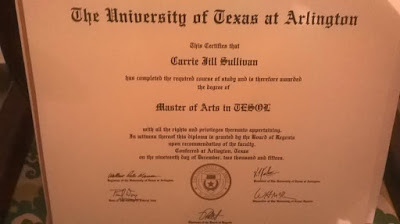 The University of Texas at Arlington
This Certifies that
Carrie Jill Sullivan
has completed the required course of study and is therefore awarded
the degree of
Master of Arts in TESOL
with all the rights and privileges thereunto appertaining.
In witness thereof this diploma is granted by the Board of Regents
upon recommendation of the faculty.
Conferred at Arlington, Texas
on the nineteenth day of December, two thousand and fifteen.